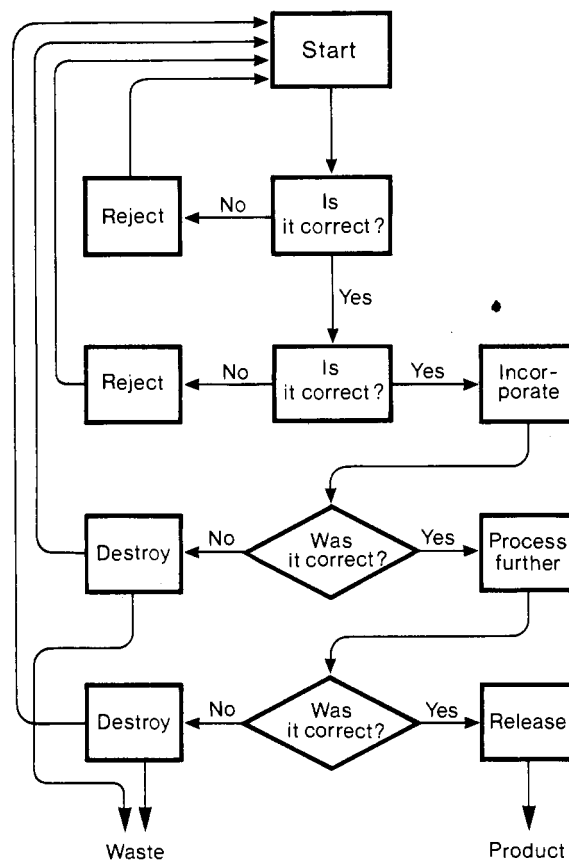 Start
Is
it correct?
No
Reject
Yes
Is
it correct?
No
Reject
Yes
Incor-
porate
Was
it correct?
No
Destroy
Yes
Process
further
Was
it correct?
No
Destroy
Yes
Release
Waste
Product